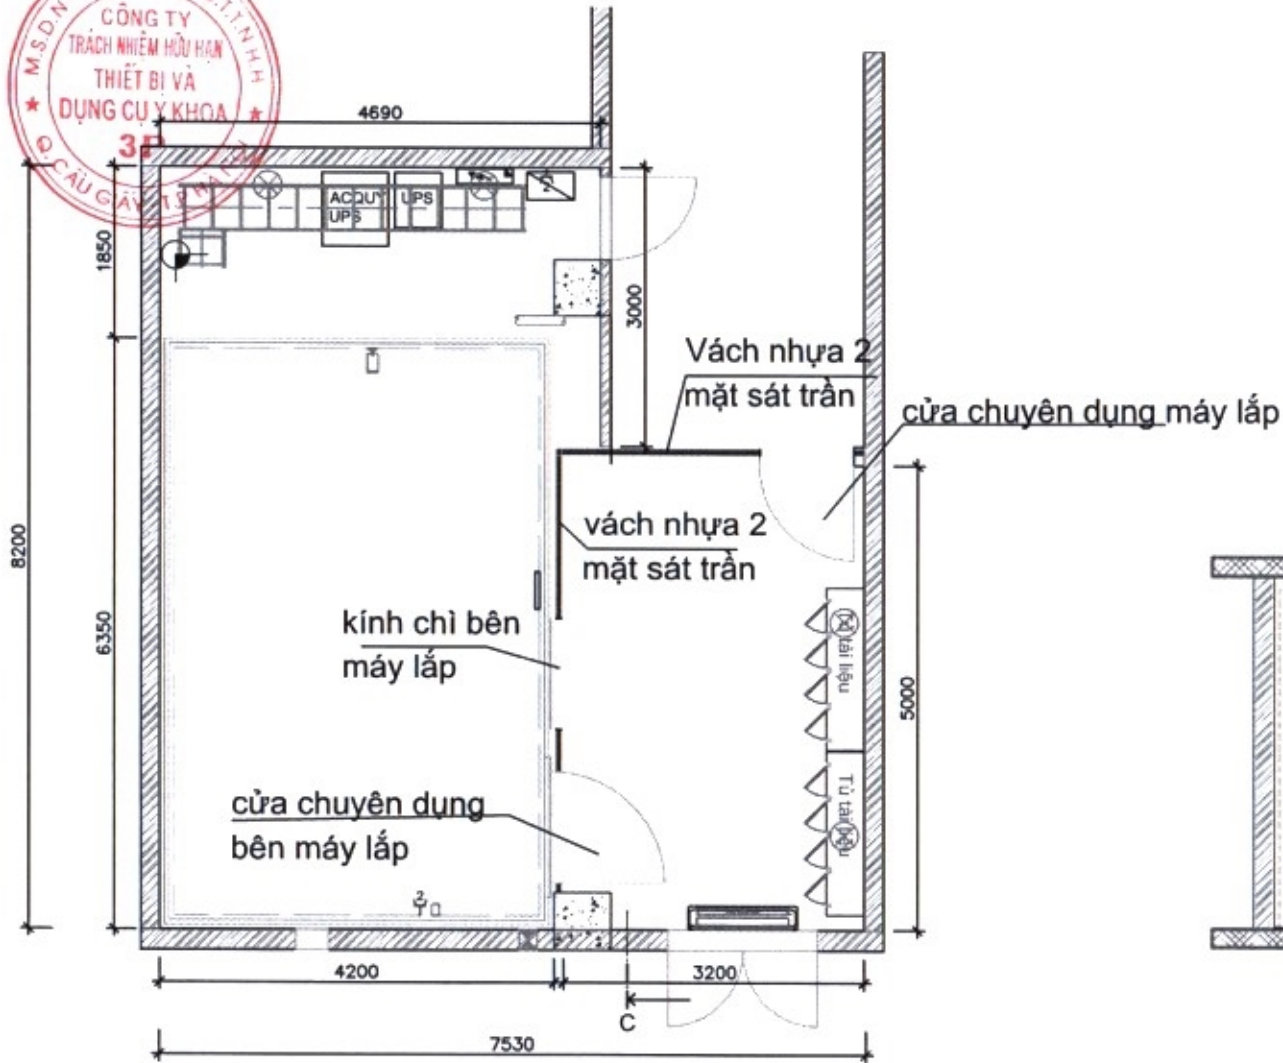 M.S.D.N
T.T.N.H.H
CÔNG TY
TRÁCH NHIỆM HỮU HẠN
THIẾT BỊ VÀ
DỤNG CỤ Y KHOA
Q. CẦU GIẤY
4690
ACQUY
UPS
UPS
1850
3000
Vách nhựa 2
mặt sát trần
cửa chuyên dụng máy lắp
8200
vách nhựa 2
mặt sát trần
6350
kính chì bên
máy lắp
tài liệu
5000
cửa chuyên dụng
bên máy lắp
Tủ tài liệu
2
4200
3200
C
7530